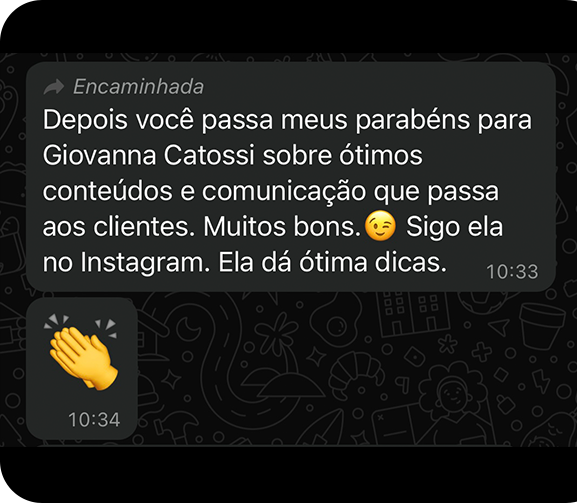 Encaminhada
Depois você passa meus parabéns para
Giovanna Catossi sobre ótimos
conteúdos e comunicação que passa
aos clientes. Muitos bons.😉 Sigo ela
no Instagram. Ela dá ótima dicas.
10:33
👏
10:34